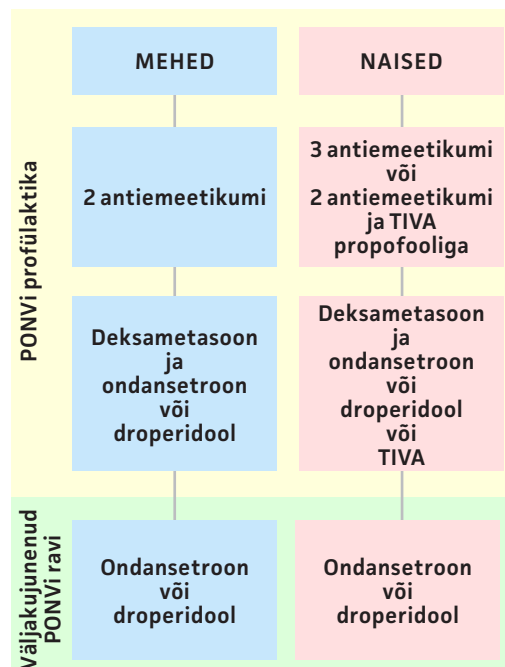 MEHED
NAISED
PONVi profülaktika
2 antiemeetikumi
3 antiemeetikumi
või
2 antiemeetikumi
ja TIVA
propofooliga
Deksametasoon
ja
ondansetroon
või
droperidool
Deksametasoon
ja
ondansetroon
või
droperidool
või
TIVA
Väljakujunenud
PONVi ravi
Ondansetroon
või
droperidool
Ondansetroon
või
droperidool